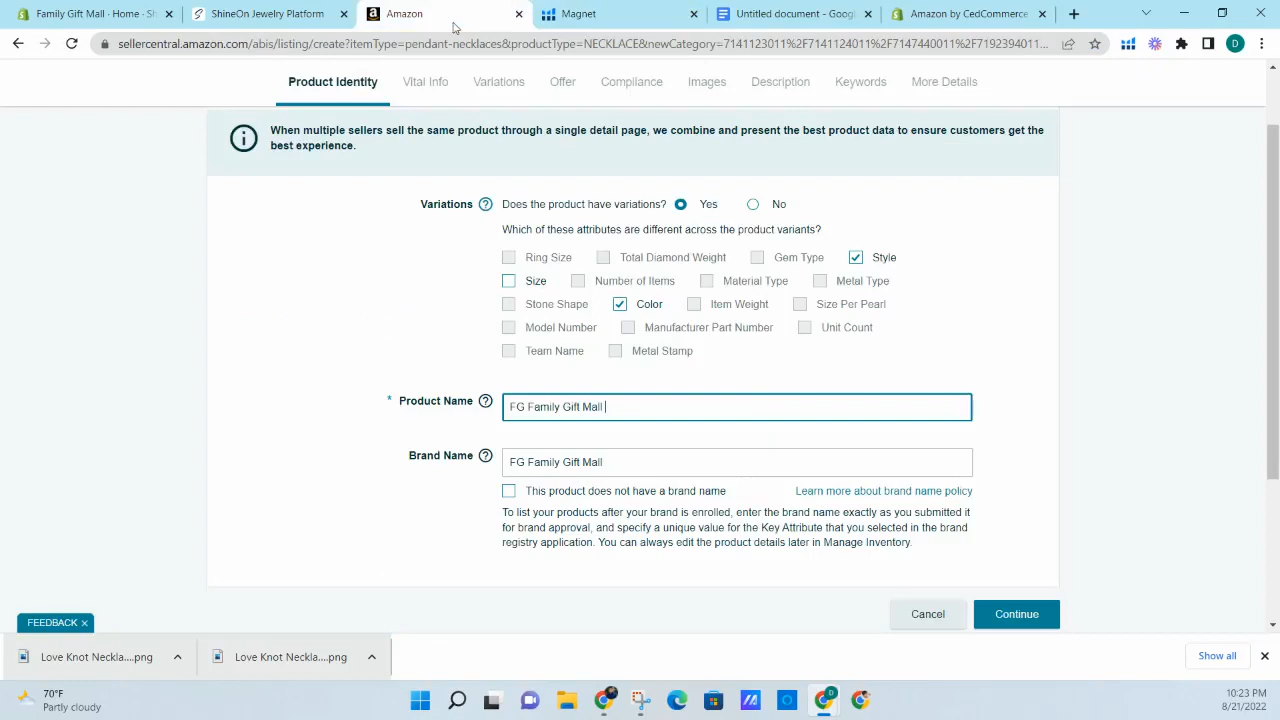 Family Gift Mall · Home · Sh
ShineOn Jewelry Platform
Amazon
Magnet
Untitled document - Googl
Amazon by CedCommerce
sellercentral.amazon.com/abis/listing/create?itemType=pendant-necklaces&productType=NECKLACE&newCategory=7141123011%2F7141124011%2F7147440011%2F7192394011...
D
Product Identity
Vital Info
Variations
Offer
Compliance
Images
Description
Keywords
More Details
When multiple sellers sell the same product through a single detail page, we combine and present the best product data to ensure customers get the
best experience.
Variations ? Does the product have variations? Yes No
Which of these attributes are different across the product variants?
Ring Size Total Diamond Weight Gem Type Style
Size Number of Items Material Type Metal Type
Stone Shape Color Item Weight Size Per Pearl
Model Number Manufacturer Part Number Unit Count
Team Name Metal Stamp
* Product Name ? FG Family Gift Mall
Brand Name ? FG Family Gift Mall
This product does not have a brand name Learn more about brand name policy
To list your products after your brand is enrolled, enter the brand name exactly as you submitted it
for brand approval, and specify a unique value for the Key Attribute that you selected in the brand
registry application. You can always edit the product details later in Manage Inventory.
Cancel
Continue
FEEDBACK
Love Knot Neckla....png
Love Knot Neckla....png
Show all
70°F
Partly cloudy
10:23 PM
8/21/2022